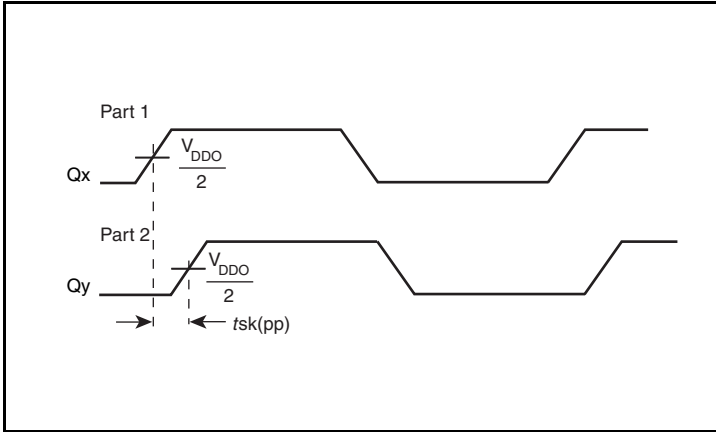 Part 1
Qx
VDDO
2
Part 2
Qy
VDDO
2
tsk(pp)